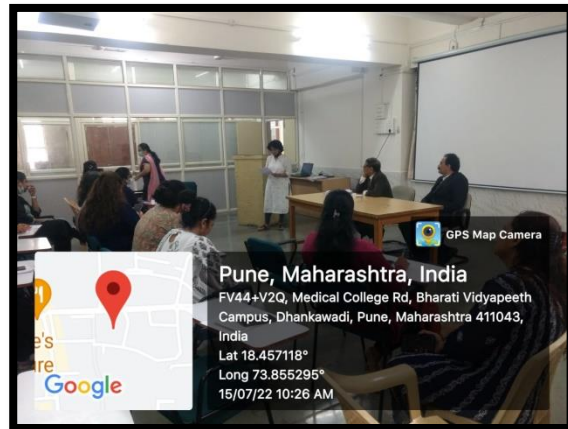 GPS Map Camera
Pune, Maharashtra, India
FV44+V2Q, Medical College Rd, Bharati Vidyapeeth
Campus, Dhankawadi, Pune, Maharashtra 411043,
India
Lat 18.457118°
Long 73.855295°
15/07/22 10:26 AM
e's
ure
Google